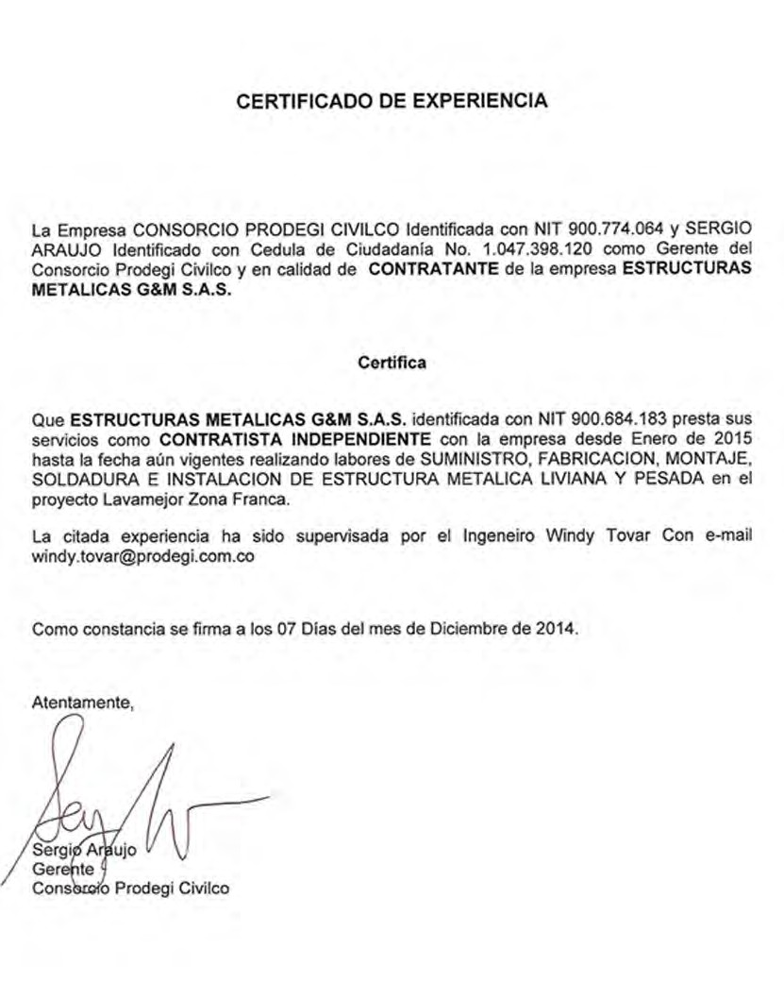 CERTIFICADO DE EXPERIENCIA
La Empresa CONSORCIO PRODEGI CIVILCO Identificada con NIT 900.774.064 y SERGIO
ARAUJO Identificado con Cedula de Ciudadanía No. 1.047.398.120 como Gerente del
Consorcio Prodegi Civilco y en calidad de CONTRATANTE de la empresa ESTRUCTURAS
METALICAS G&M S.A.S.
Certifica
Que ESTRUCTURAS METALICAS G&M S.A.S. identificada con NIT 900.684.183 presta sus
servicios como CONTRATISTA INDEPENDIENTE con la empresa desde Enero de 2015
hasta la fecha aún vigentes realizando labores de SUMINISTRO, FABRICACION, MONTAJE,
SOLDADURA E INSTALACION DE ESTRUCTURA METALICA LIVIANA Y PESADA en el
proyecto Lavamejor Zona Franca.
La citada experiencia ha sido supervisada por el Ingeneiro Windy Tovar Con e-mail
windy.tovar@prodegi.com.co
Como constancia se firma a los 07 Días del mes de Diciembre de 2014.
Atentamente,
Sergio Araujo
Gerente
Consorcio Prodegi Civilco